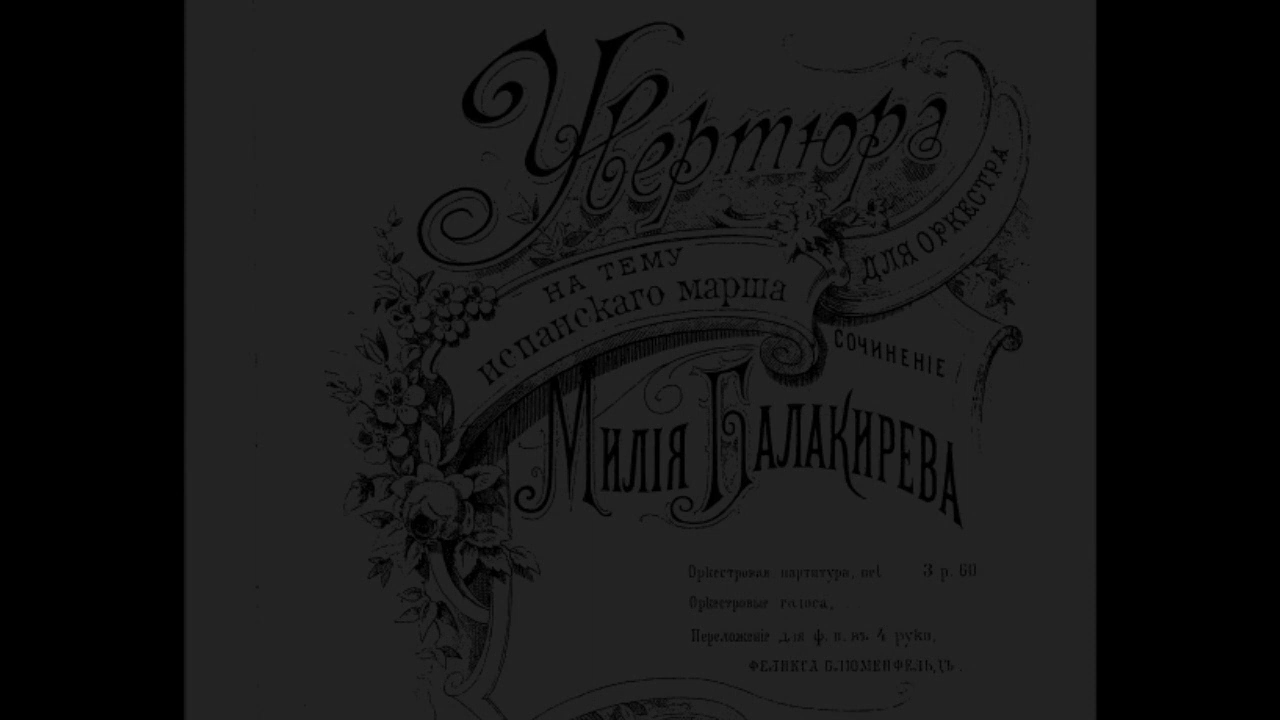 Увертюра
ДЛЯ ОРКЕСТРА
НА ТЕМУ
испанскаго марша
СОЧИНЕНІЕ
МИЛІЯ БАЛАКИРЕВА
Оркестровая партитура, net 3 р. 60
Оркестровые голоса,
Переложеніе для ф. п. въ 4 руки,
ФЕЛИКСА БЛЮМЕНФЕЛЬДЪ.